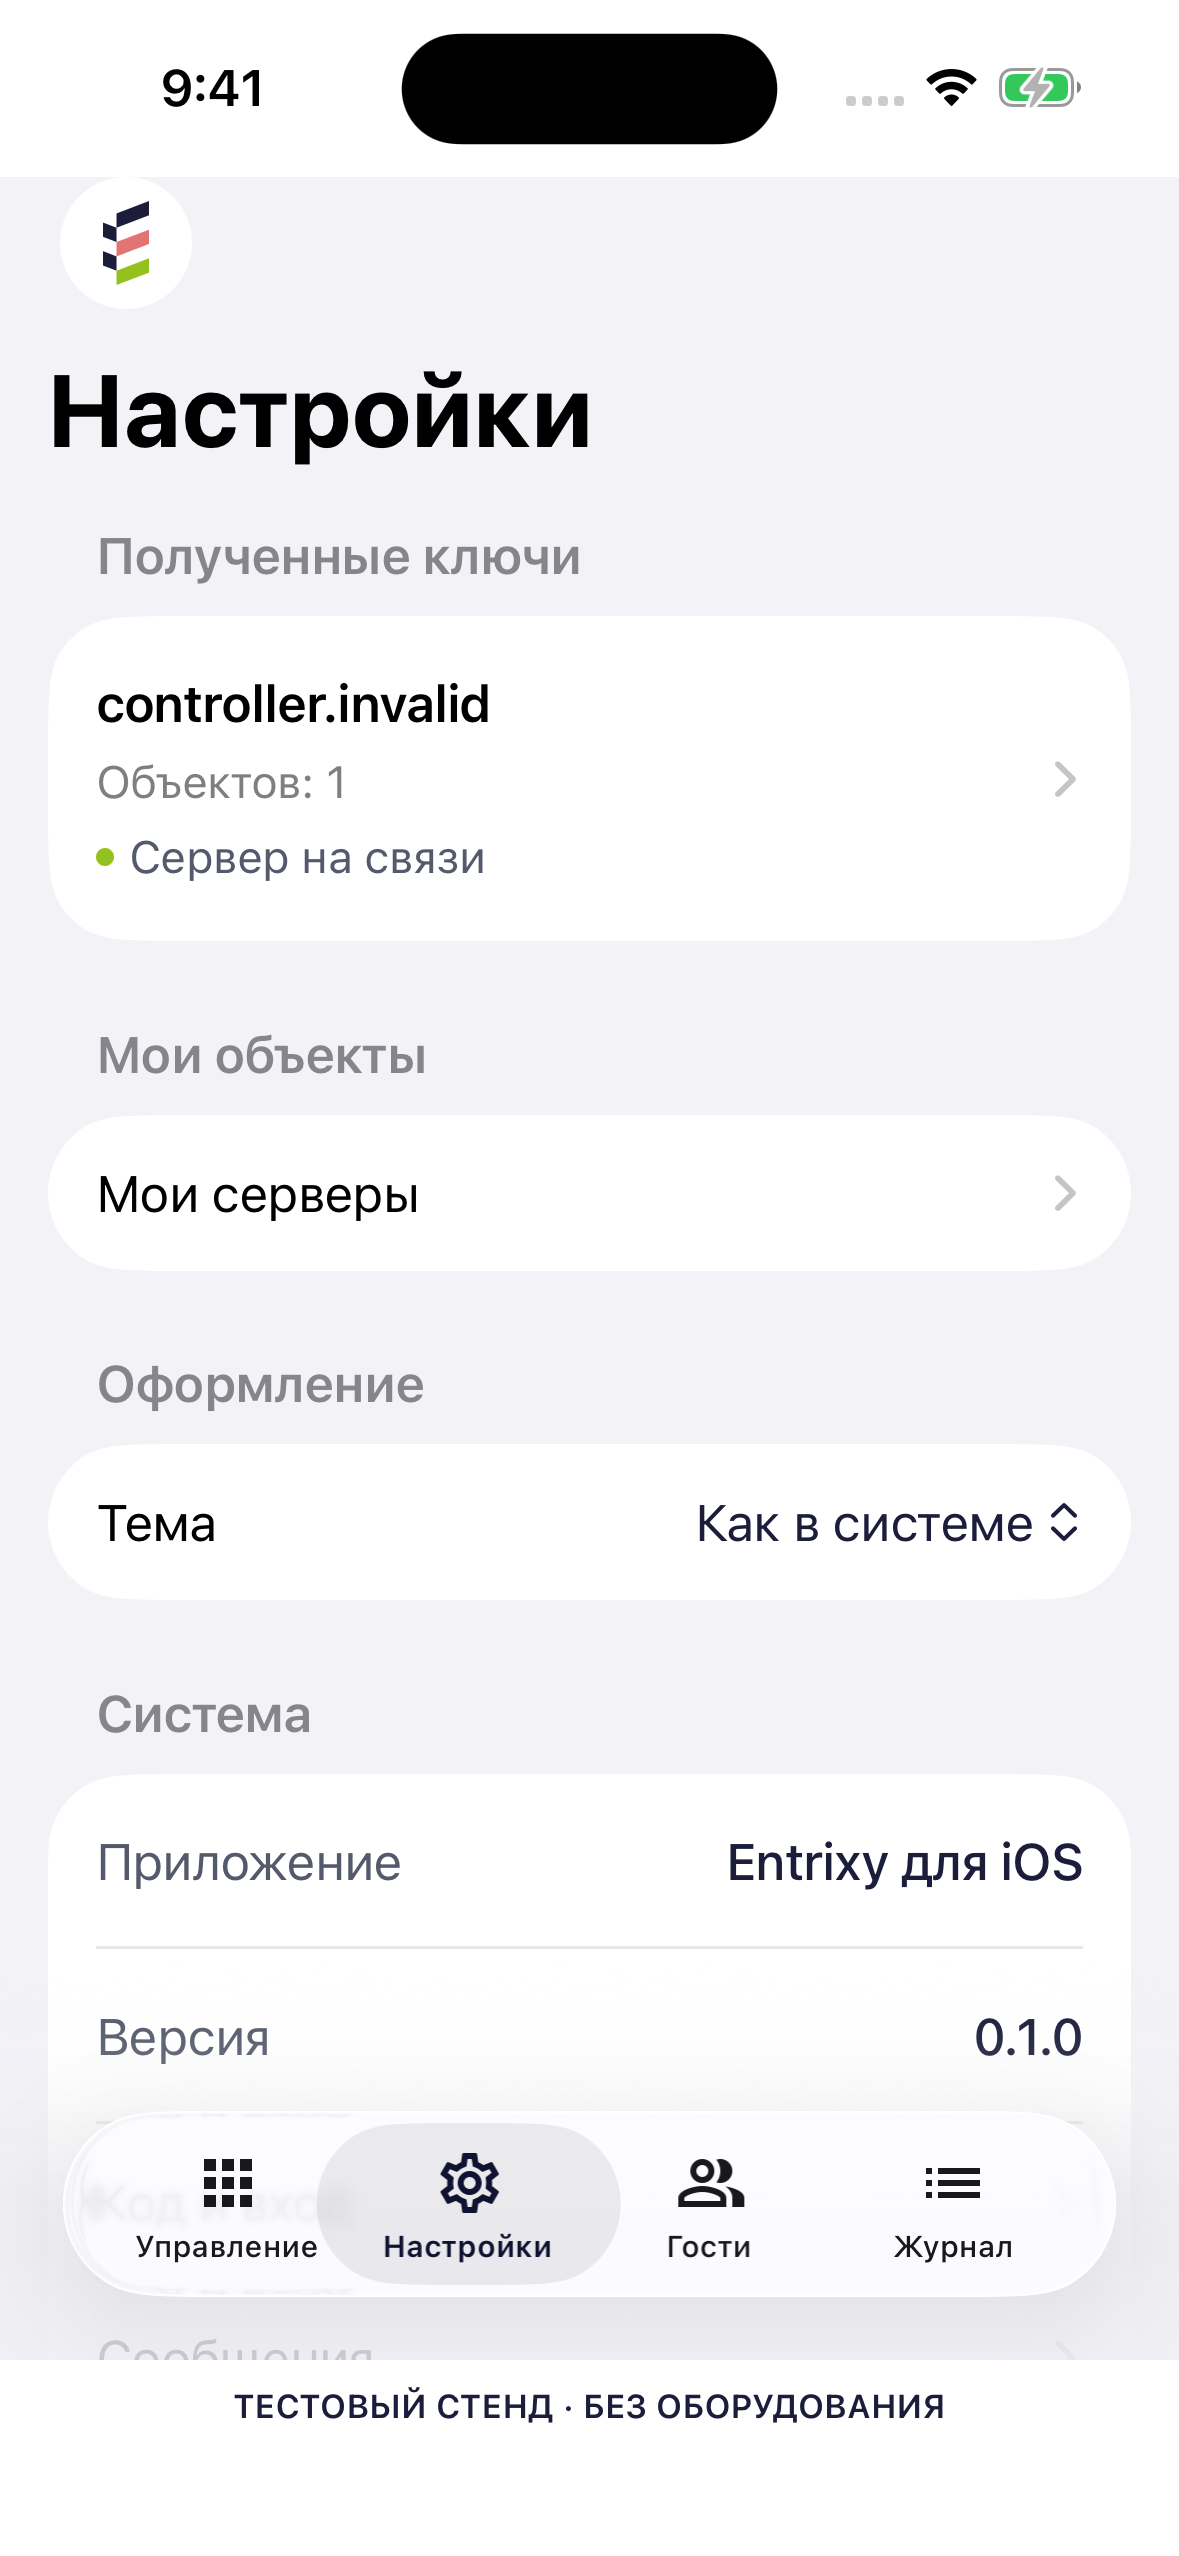 9:41
Настройки
Полученные ключи
controller.invalid
Объектов: 1
Сервер на связи
Мои объекты
Мои серверы
Оформление
Тема
Как в системе
Система
Приложение
Entrixy для iOS
Версия
0.1.0
Управление
Настройки
Гости
Журнал
Сообщения
ТЕСТОВЫЙ СТЕНД · БЕЗ ОБОРУДОВАНИЯ